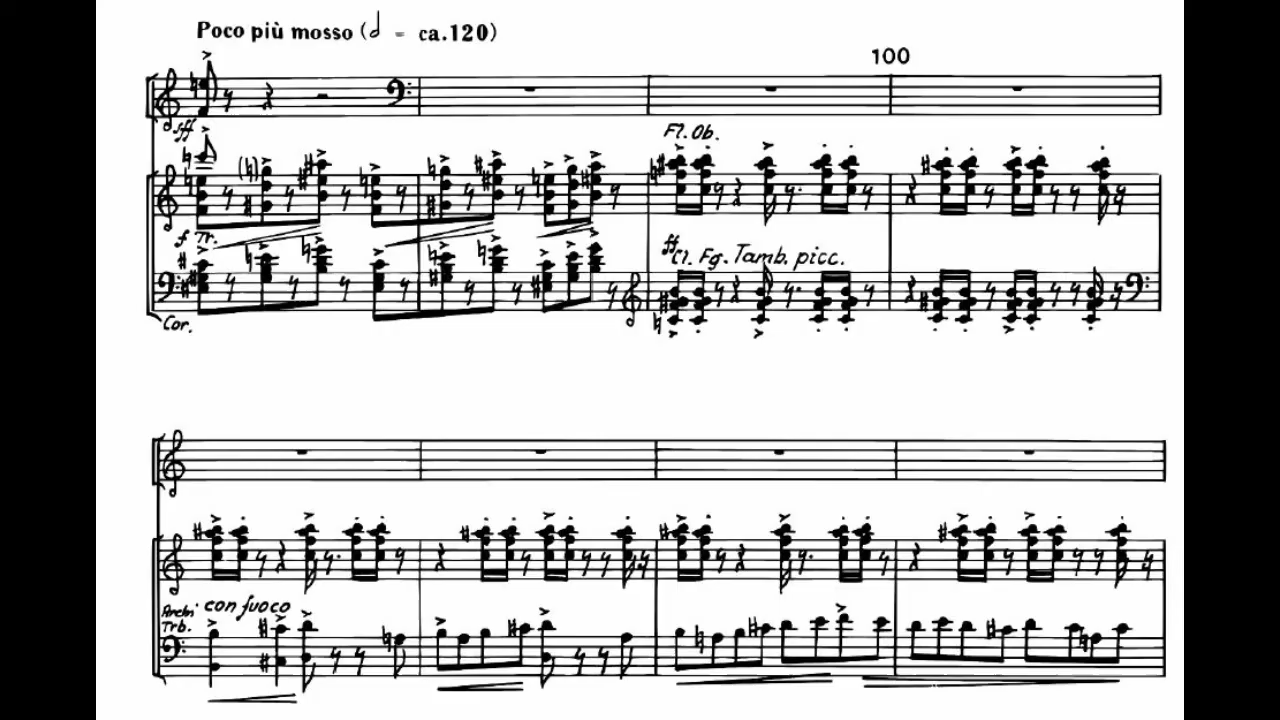 Poco più mosso (𝅗𝅥 = ca.120)
100
sff
Fl. Ob.
f Tr.
ff
Cl. Fg. Tamb. picc.
Cor.
Archi con fuoco
Trb.